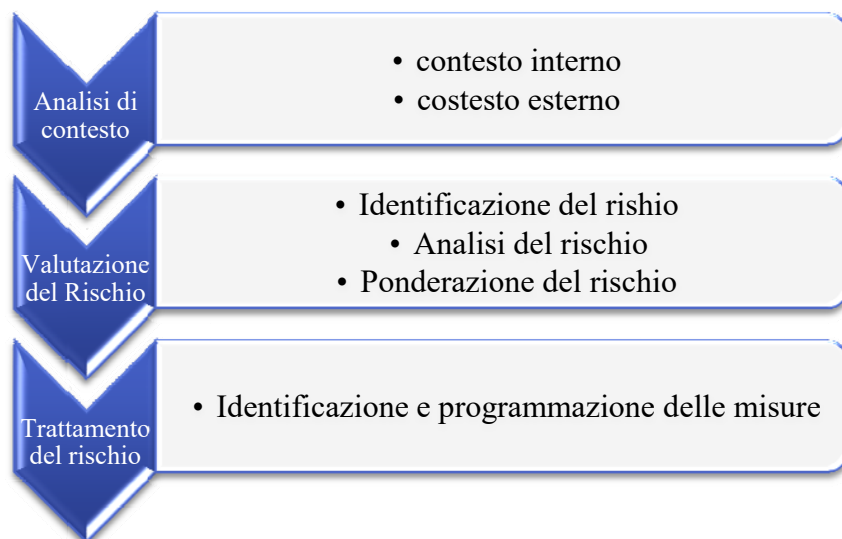 Analisi di
contesto
• contesto interno
• costesto esterno
Valutazione
del Rischio
• Identificazione del rishio
• Analisi del rischio
• Ponderazione del rischio
Trattamento
del rischio
• Identificazione e programmazione delle misure